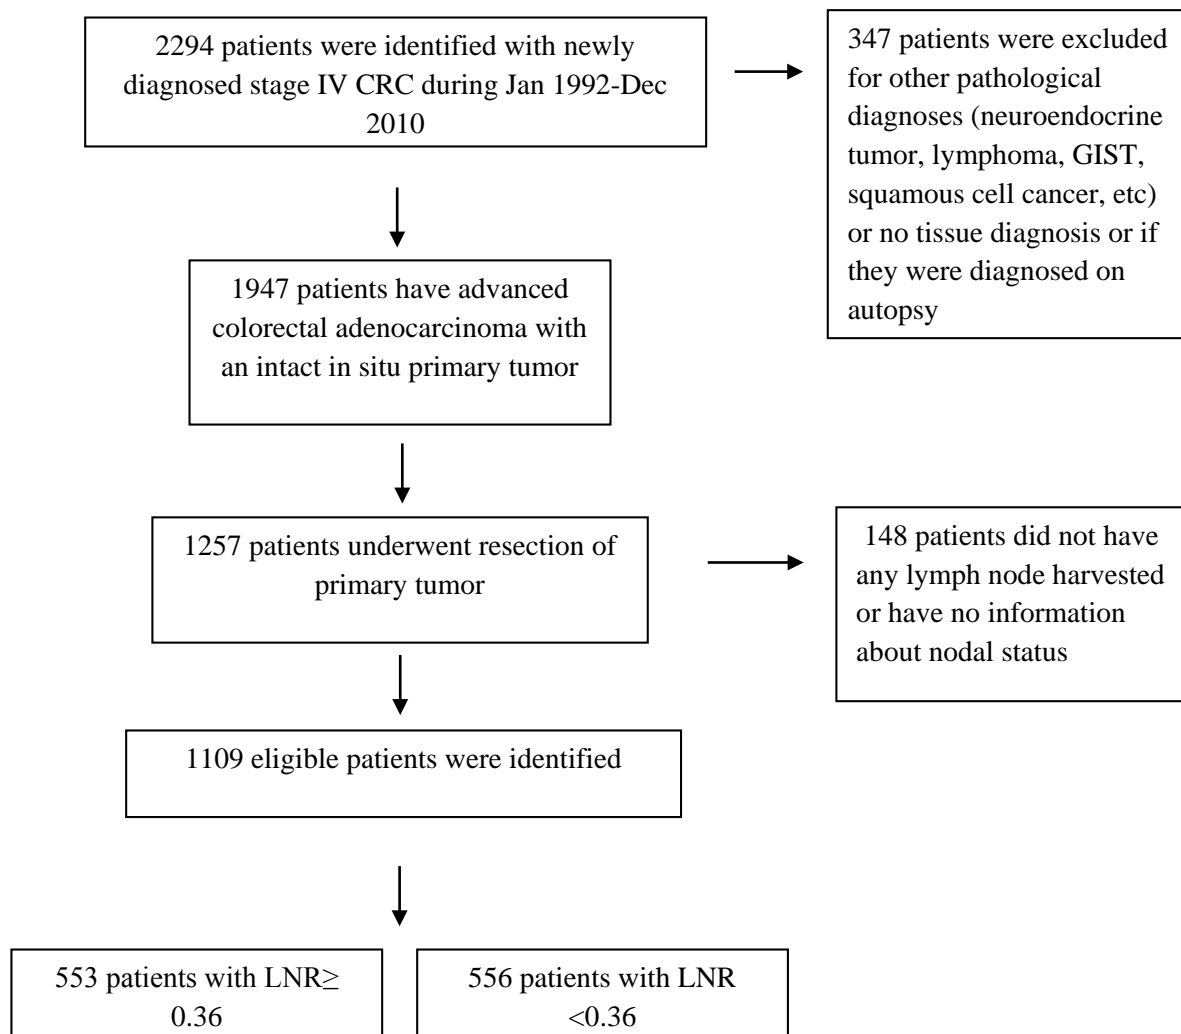 2294 patients were identified with newly
diagnosed stage IV CRC during Jan 1992-Dec
2010
347 patients were excluded
for other pathological
diagnoses (neuroendocrine
tumor, lymphoma, GIST,
squamous cell cancer, etc)
or no tissue diagnosis or if
they were diagnosed on
autopsy
1947 patients have advanced
colorectal adenocarcinoma with
an intact in situ primary tumor
1257 patients underwent resection of
primary tumor
148 patients did not have
any lymph node harvested
or have no information
about nodal status
1109 eligible patients were identified
553 patients with LNR≥
0.36
556 patients with LNR
<0.36